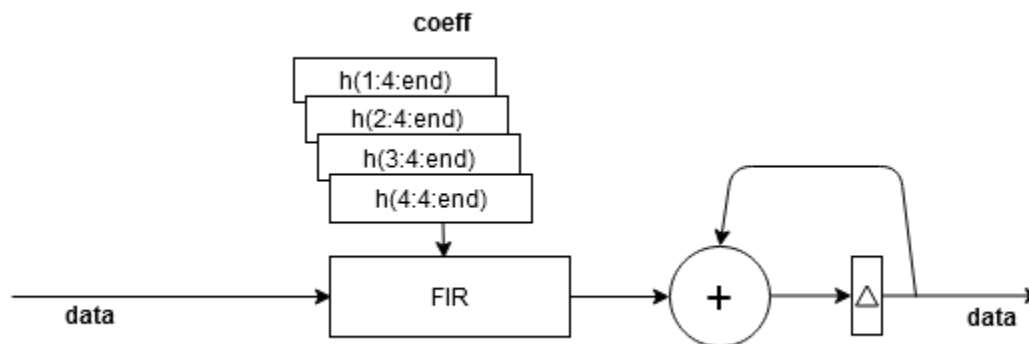 coeff
h(1:4:end)
h(2:4:end)
h(3:4:end)
h(4:4:end)
FIR
+
△
data
data